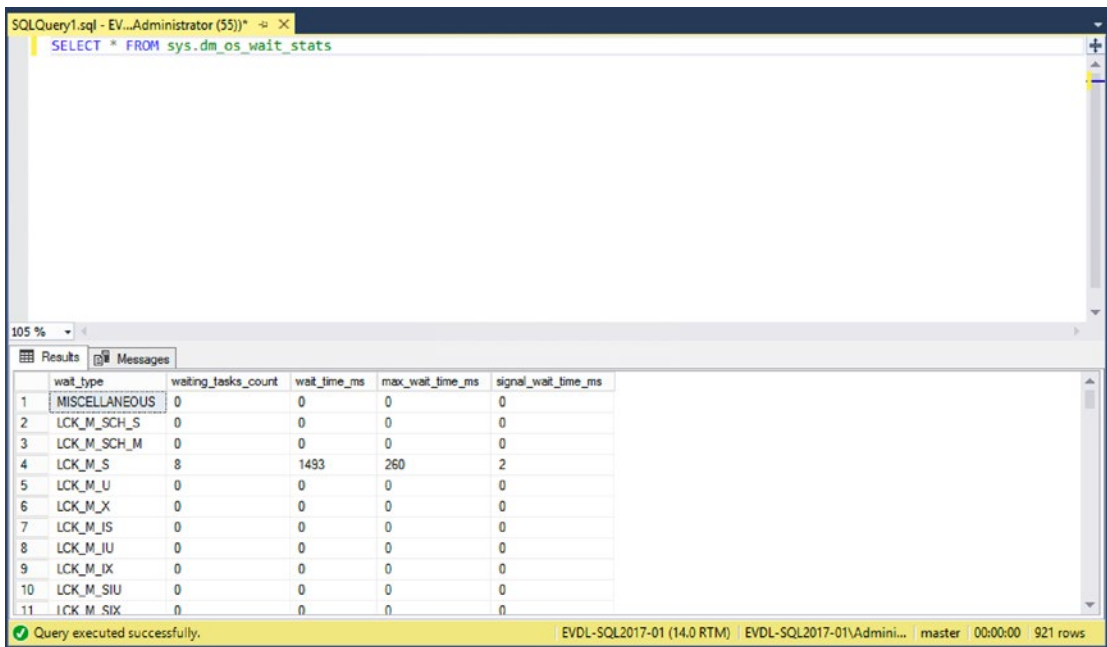 SQLQuery1.sql - EV...Administrator (55))*
SELECT * FROM sys.dm_os_wait_stats
105 %
Results Messages
wait_type waiting_tasks_count wait_time_ms max_wait_time_ms signal_wait_time_ms
1 MISCELLANEOUS 0 0 0 0
2 LCK_M_SCH_S 0 0 0 0
3 LCK_M_SCH_M 0 0 0 0
4 LCK_M_S 8 1493 260 2
5 LCK_M_U 0 0 0 0
6 LCK_M_X 0 0 0 0
7 LCK_M_IS 0 0 0 0
8 LCK_M_IU 0 0 0 0
9 LCK_M_IX 0 0 0 0
10 LCK_M_SIU 0 0 0 0
11 LCK_M_SIX 0 0 0 0
Query executed successfully. EVDL-SQL2017-01 (14.0 RTM) EVDL-SQL2017-01\Admini... master 00:00:00 921 rows